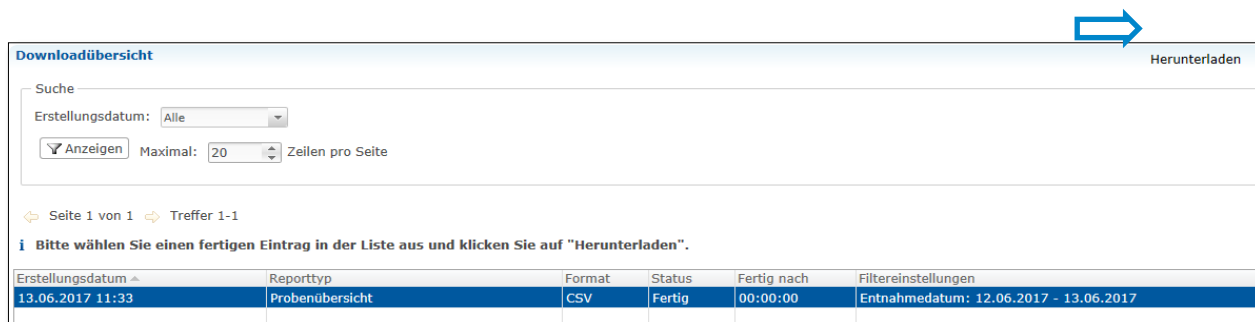 Downloadübersicht
Herunterladen
Suche
Erstellungsdatum: Alle
Anzeigen Maximal: 20 Zeilen pro Seite
Seite 1 von 1 Treffer 1-1
i Bitte wählen Sie einen fertigen Eintrag in der Liste aus und klicken Sie auf "Herunterladen".
Erstellungsdatum Reporttyp Format Status Fertig nach Filtereinstellungen
13.06.2017 11:33 Probenübersicht CSV Fertig 00:00:00 Entnahmedatum: 12.06.2017 - 13.06.2017